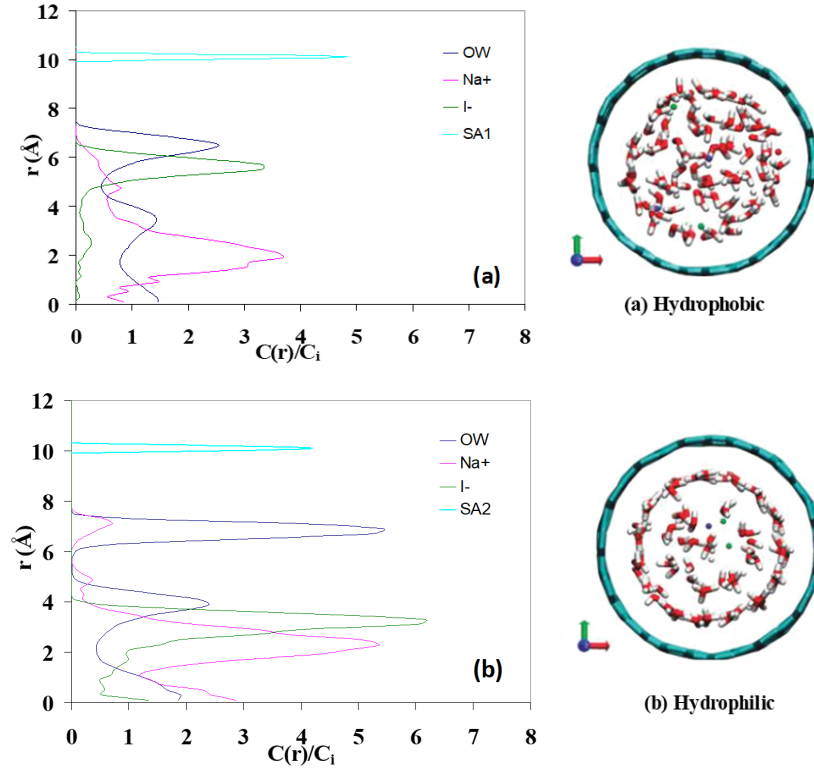 12
10
8
6
4
2
0
r (Å)
OW
Na+
I-
SA1
(a)
0 1 2 3 4 5 6 7 8
C(r)/Cᵢ
(a) Hydrophobic
12
10
8
6
4
2
0
r (Å)
OW
Na+
I-
SA2
(b)
0 1 2 3 4 5 6 7 8
C(r)/Cᵢ
(b) Hydrophilic